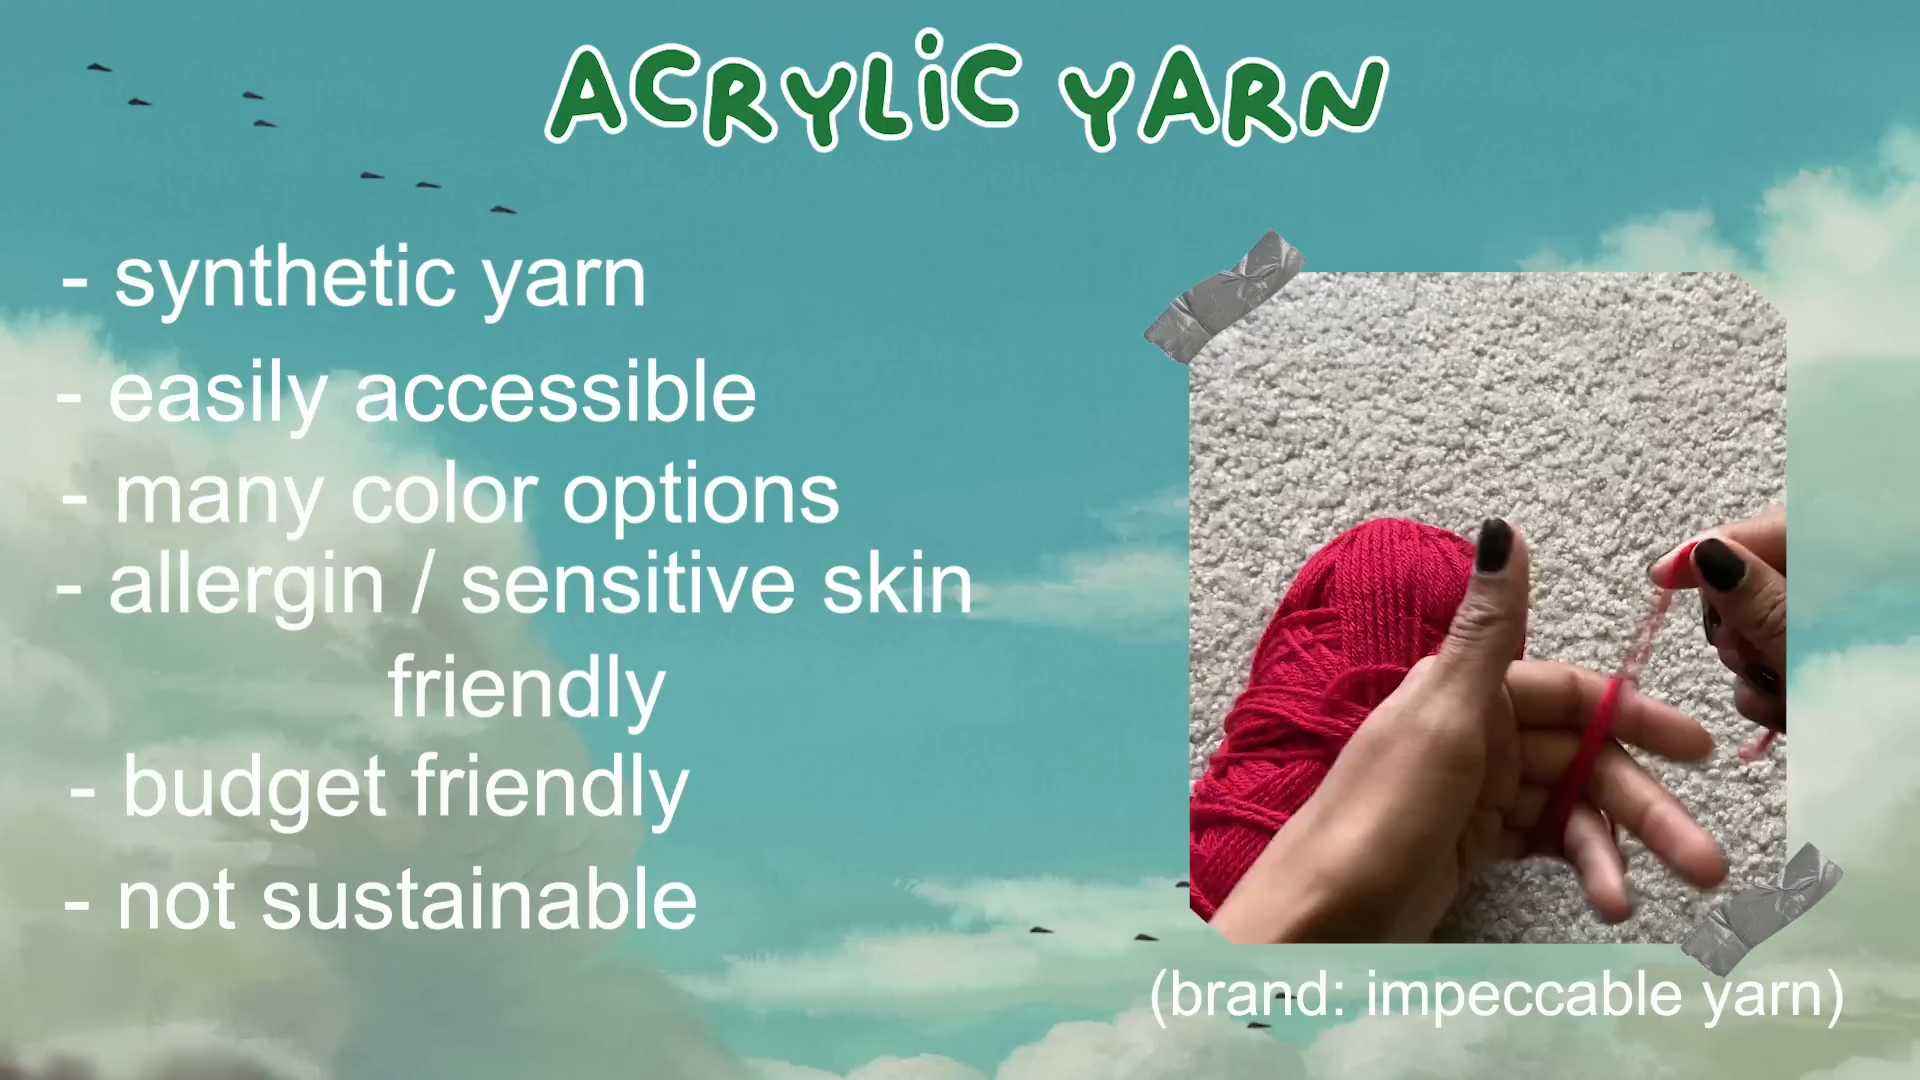 ACRYLiC YARN
- synthetic yarn
- easily accessible
- many color options
- allergin / sensitive skin
friendly
- budget friendly
- not sustainable
(brand: impeccable yarn)